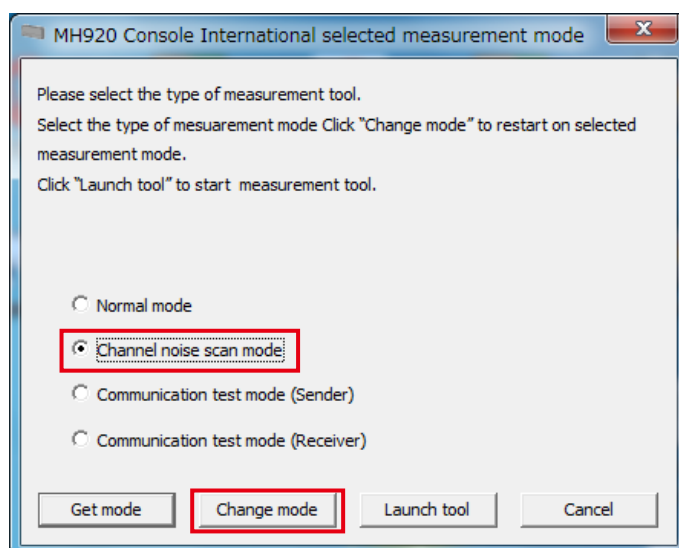 MH920 Console International selected measurement mode
Please select the type of measurement tool.
Select the type of mesuarement mode Click "Change mode" to restart on selected
measurement mode.
Click "Launch tool" to start measurement tool.
Normal mode
Channel noise scan mode
Communication test mode (Sender)
Communication test mode (Receiver)
Get mode Change mode Launch tool Cancel